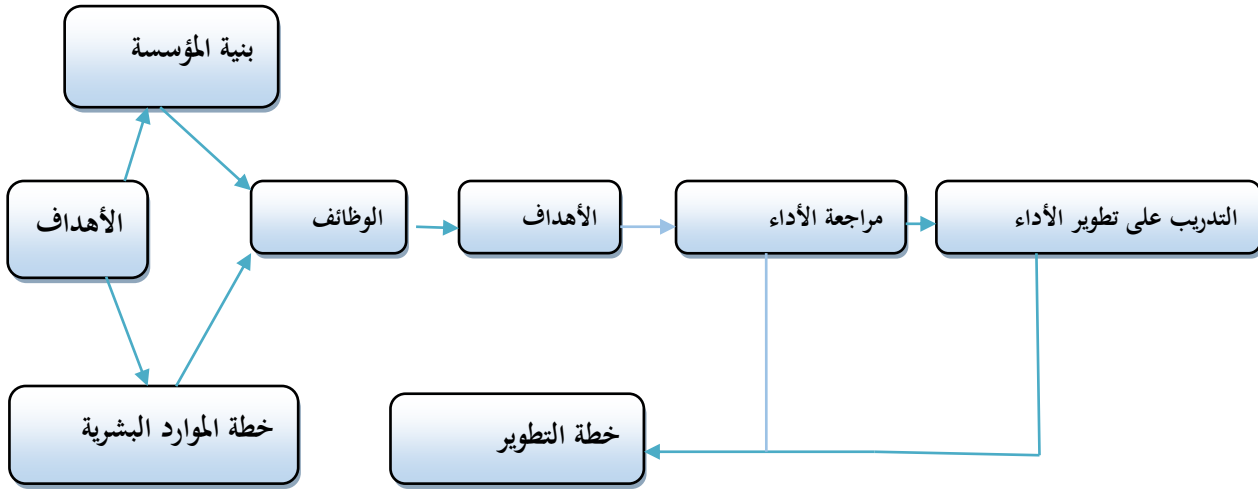 بنية المؤسسة
الأهداف
الوظائف
الأهداف
مراجعة الأداء
التدريب على تطوير الأداء
خطة الموارد البشرية
خطة التطوير